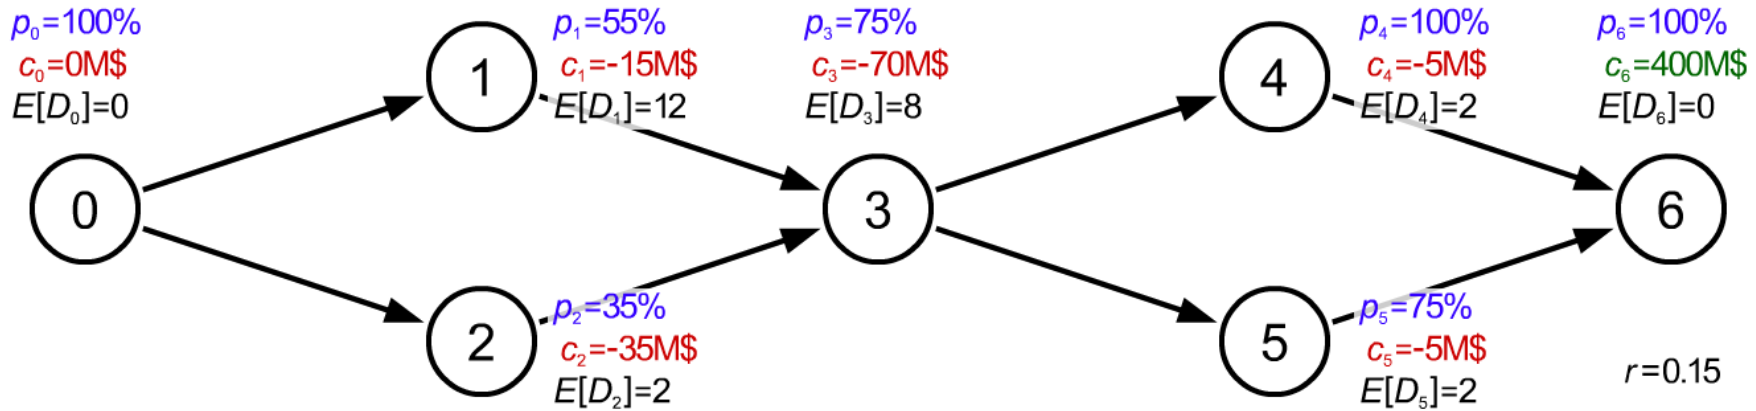 p₀=100%
c₀=0M$
E[D₀]=0
p₁=55%
c₁=-15M$
E[D₁]=12
p₃=75%
c₃=-70M$
E[D₃]=8
p₄=100%
c₄=-5M$
E[D₄]=2
p₆=100%
c₆=400M$
E[D₆]=0
1
4
0
3
6
2
5
p₂=35%
c₂=-35M$
E[D₂]=2
p₅=75%
c₅=-5M$
E[D₅]=2
r=0.15